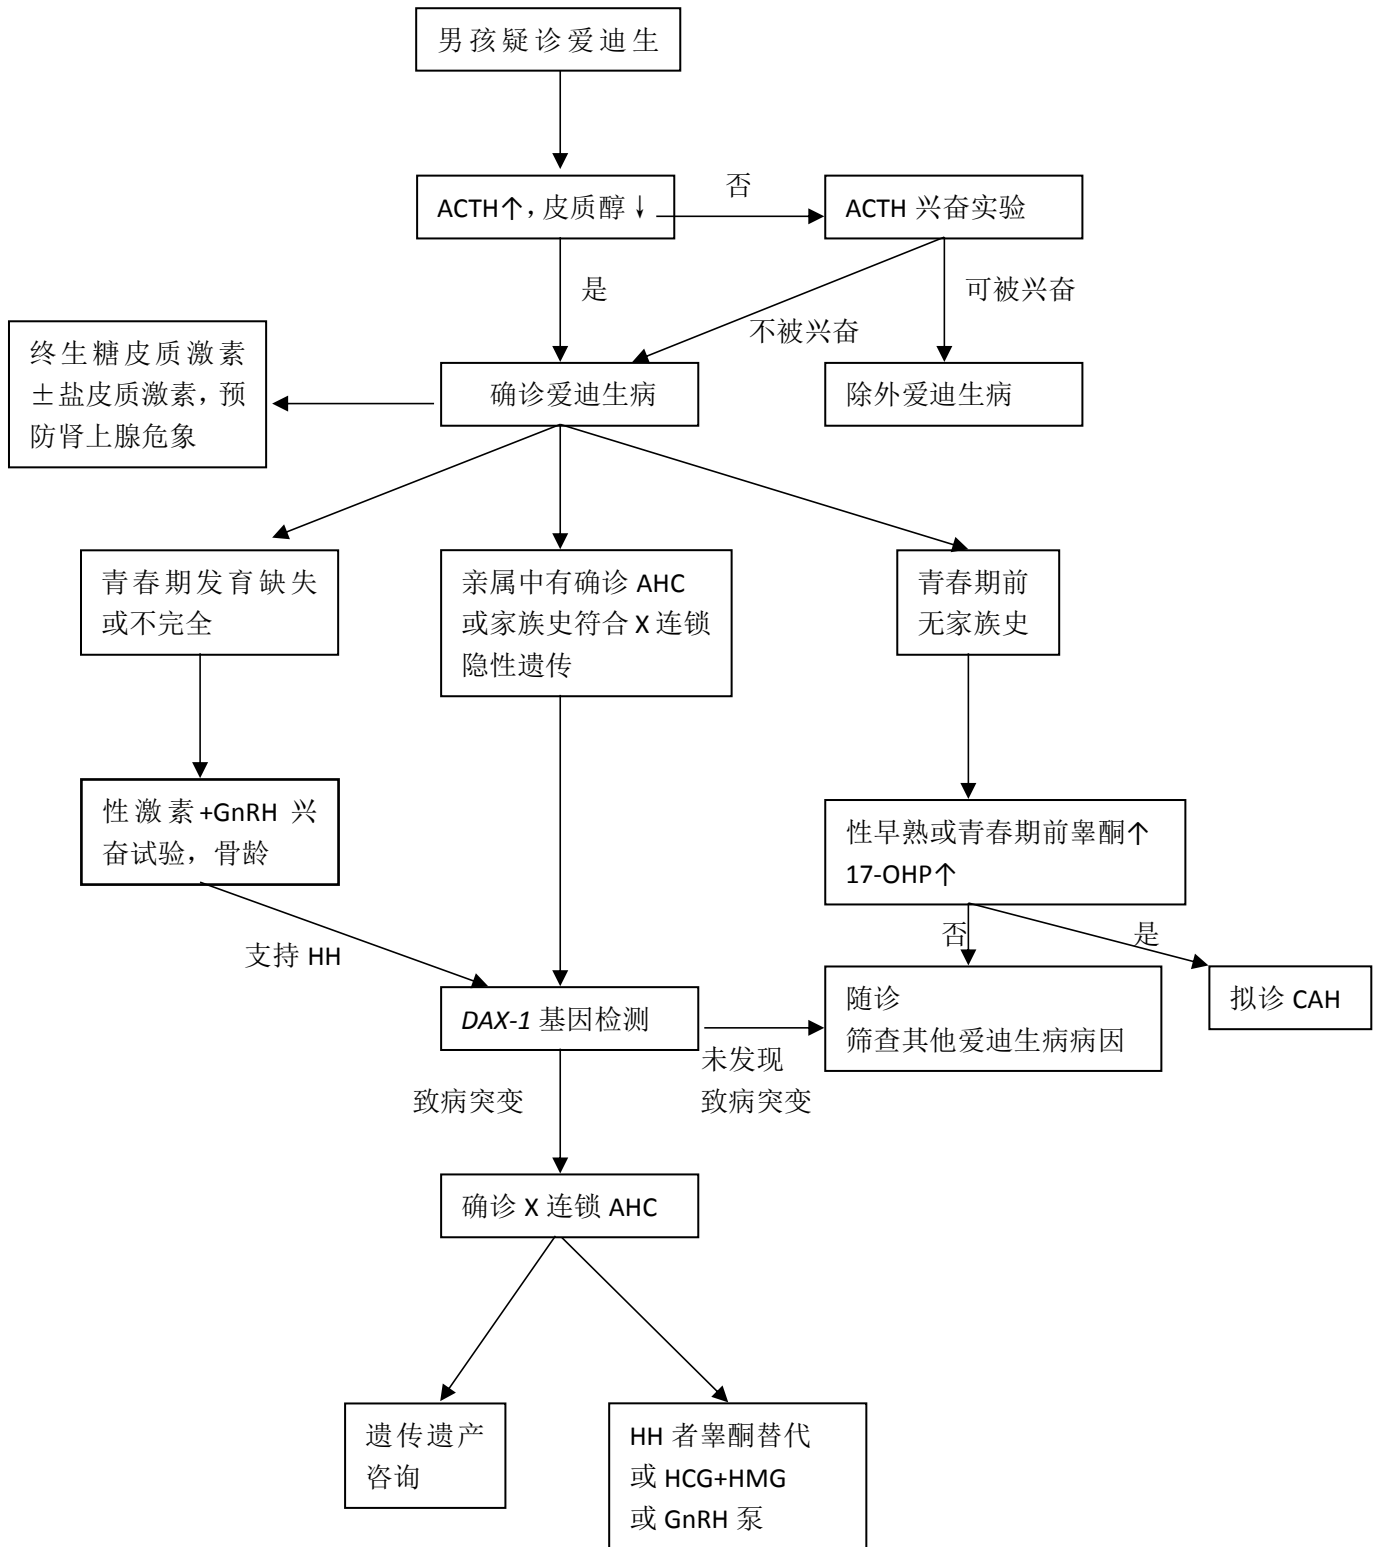 男孩疑诊爱迪生
ACTH↑，皮质醇↓
否
ACTH 兴奋实验
是
不被兴奋
可被兴奋
终生糖皮质激素
±盐皮质激素，预
防肾上腺危象
确诊爱迪生病
除外爱迪生病
青春期发育缺失
或不完全
亲属中有确诊 AHC
或家族史符合 X 连锁
隐性遗传
青春期前
无家族史
性激素+GnRH 兴
奋试验，骨龄
性早熟或青春期前睾酮↑
17-OHP↑
支持 HH
否
是
DAX-1 基因检测
未发现
致病突变
随诊
筛查其他爱迪生病病因
拟诊 CAH
致病突变
确诊 X 连锁 AHC
遗传遗产
咨询
HH 者睾酮替代
或 HCG+HMG
或 GnRH 泵